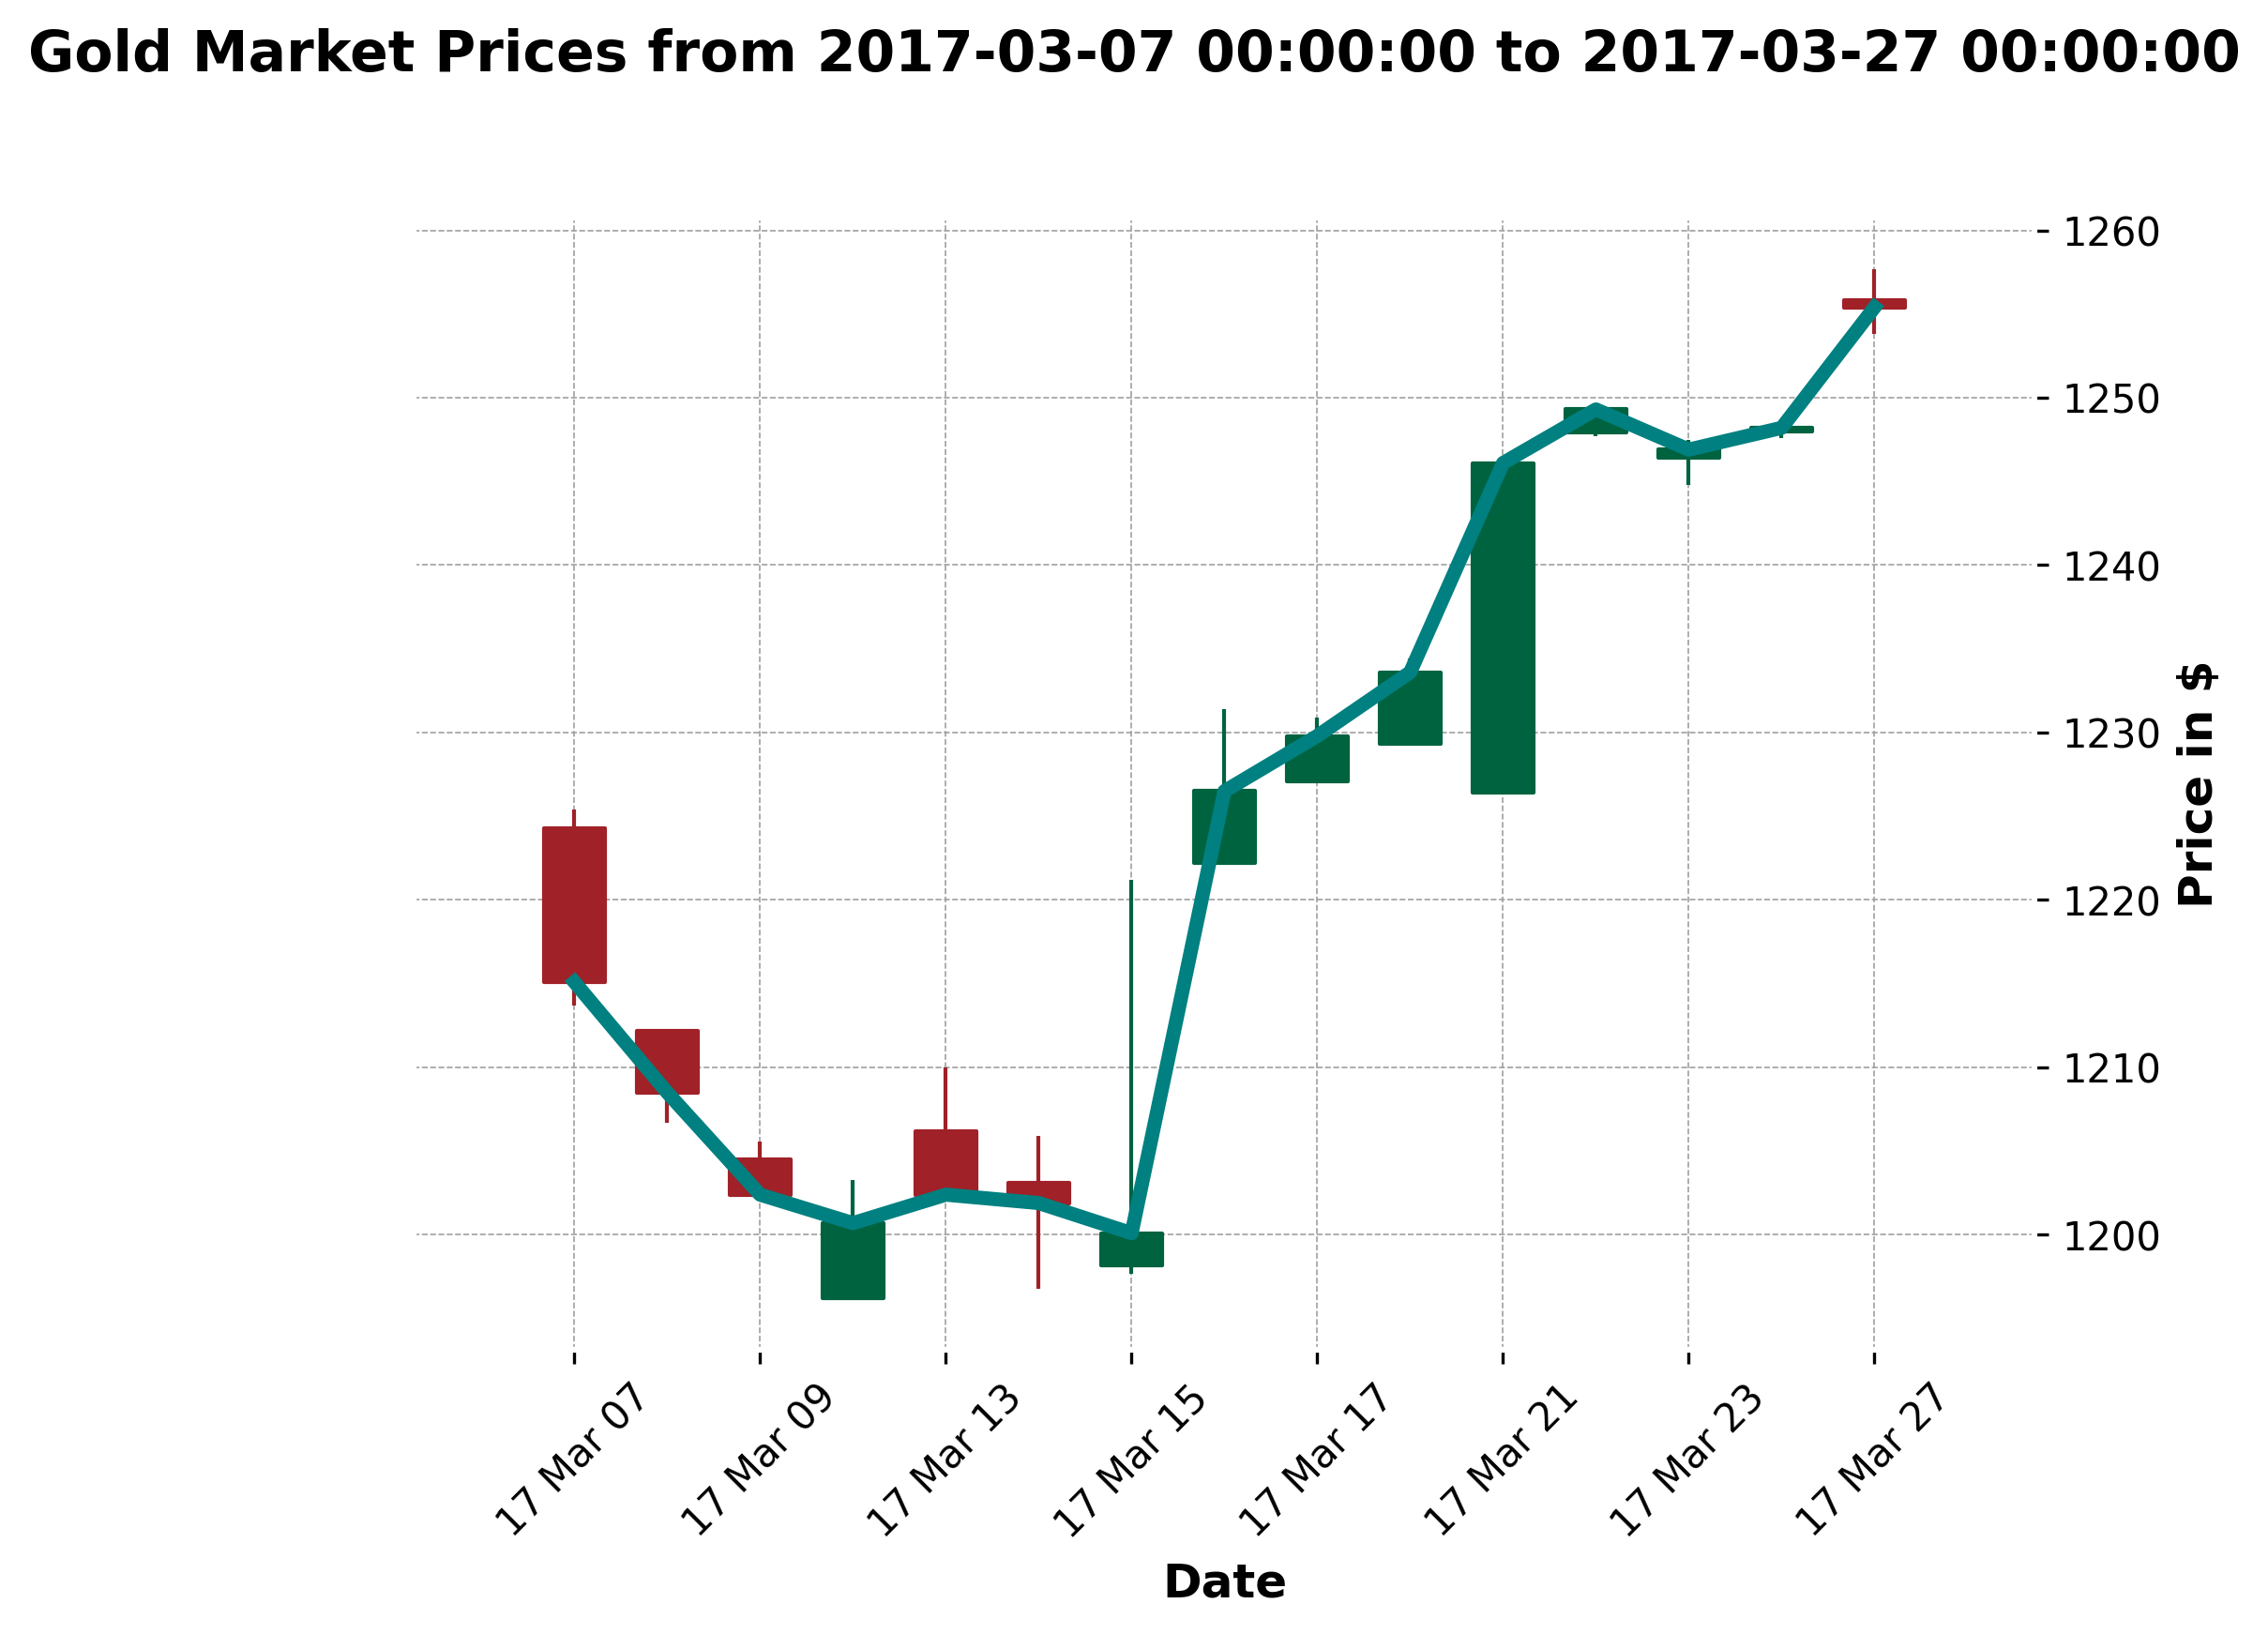 Gold Market Prices from 2017-03-07 00:00:00 to 2017-03-27 00:00:00
1260
1250
1240
1230
1220
1210
1200
Price in $
17 Mar 07
17 Mar 09
17 Mar 13
17 Mar 15
17 Mar 17
17 Mar 21
17 Mar 23
17 Mar 27
Date